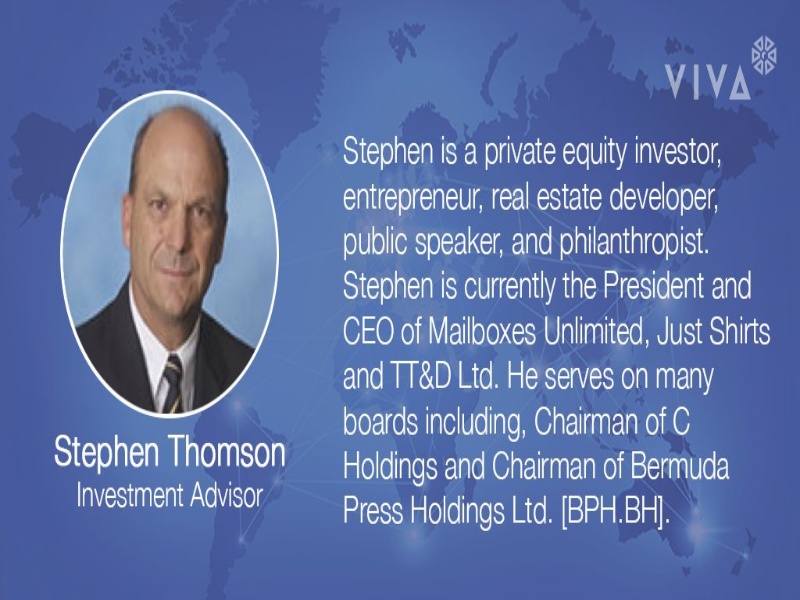 VIVA
Stephen is a private equity investor,
entrepreneur, real estate developer,
public speaker, and philanthropist.
Stephen is currently the President and
CEO of Mailboxes Unlimited, Just Shirts
and TT&D Ltd. He serves on many
boards including, Chairman of C
Holdings and Chairman of Bermuda
Press Holdings Ltd. [BPH.BH].
Stephen Thomson
Investment Advisor